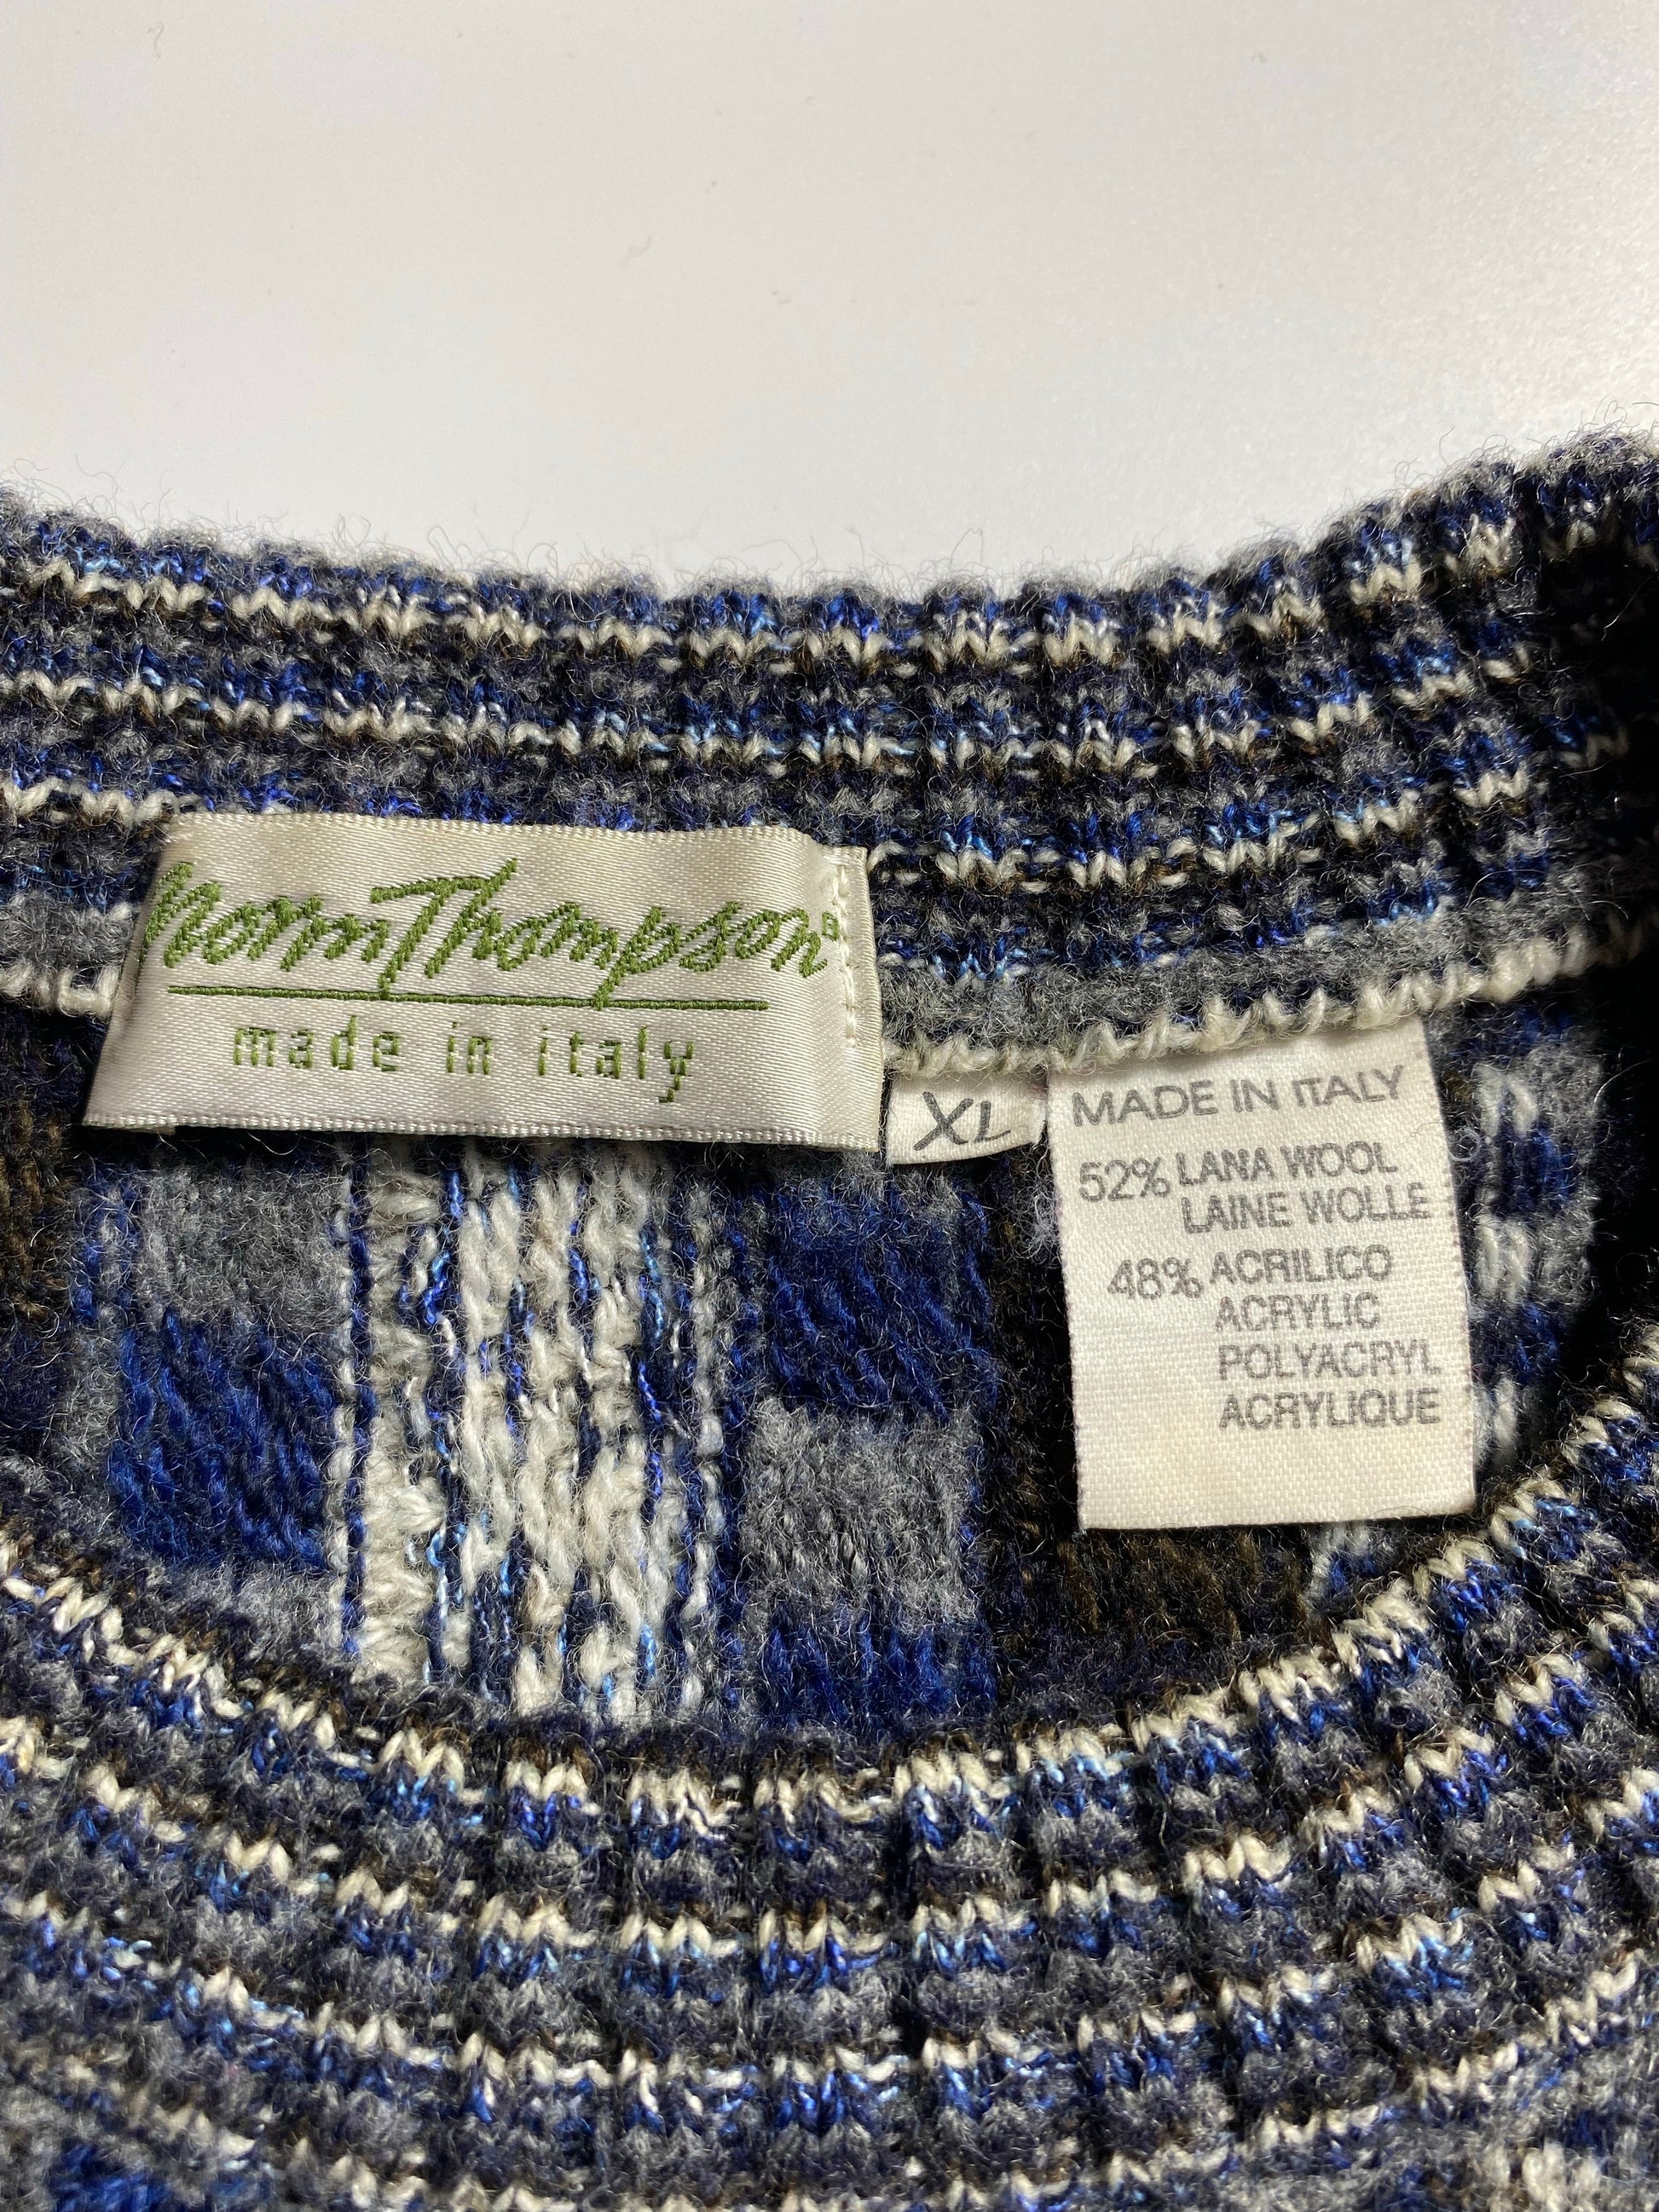 Norm Thompson®
made in italy
XL
MADE IN ITALY
52% LANA WOOL
LAINE WOLLE
48% ACRILICO
ACRYLIC
POLYACRYL
ACRYLIQUE